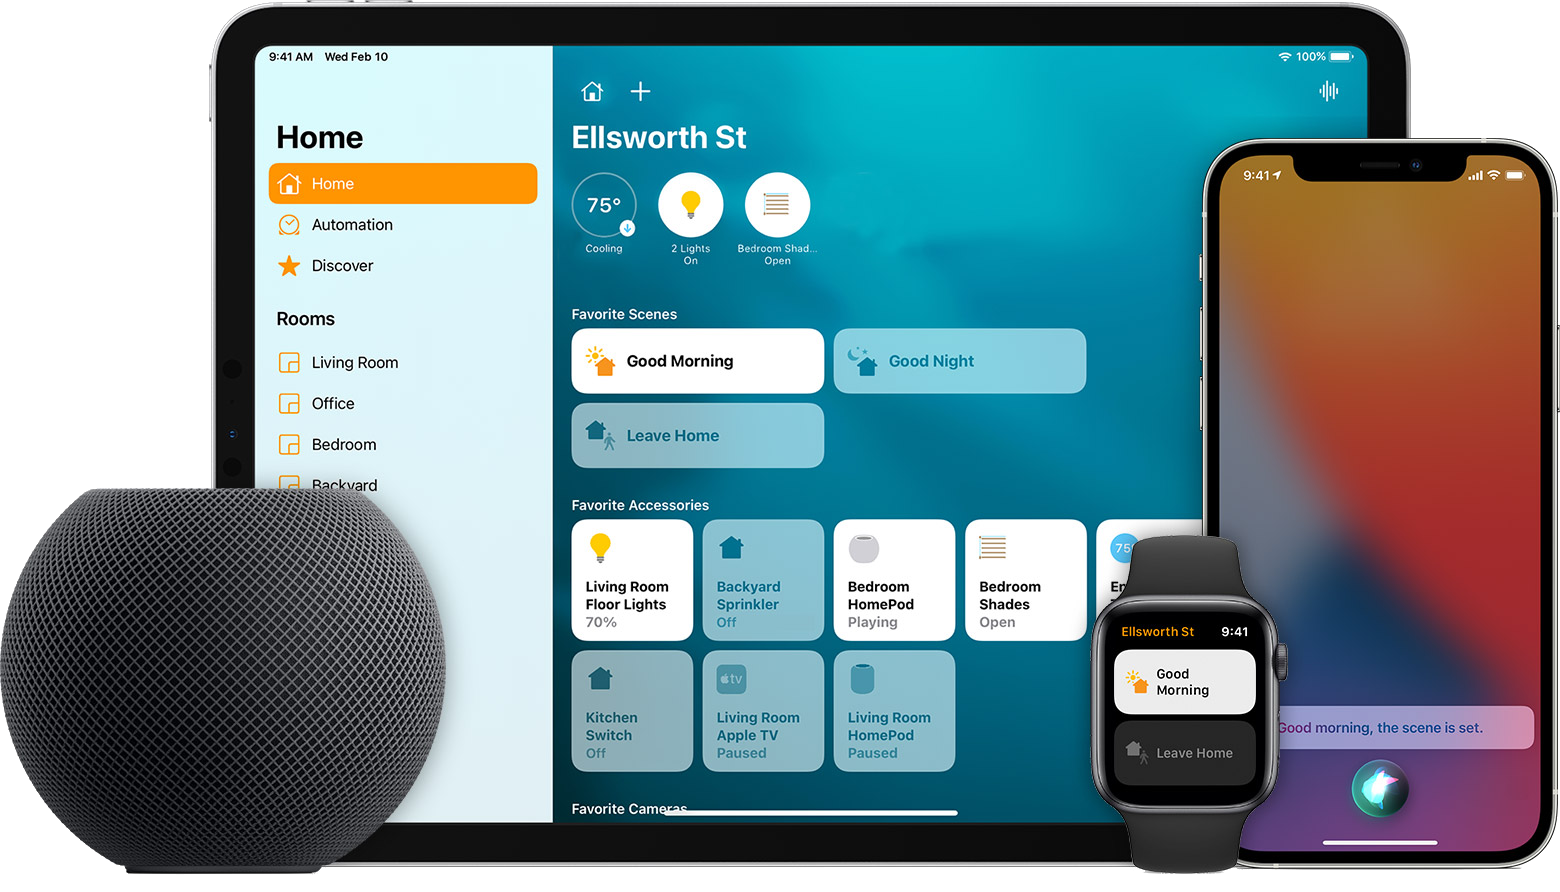 9:41 AM Wed Feb 10
100%
Home
Home
Automation
Discover
Rooms
Living Room
Office
Bedroom
Backyard
Ellsworth St
75°
Cooling
2 Lights
On
Bedroom Shad...
Open
Favorite Scenes
Good Morning
Good Night
Leave Home
Favorite Accessories
Living Room
Floor Lights
70%
Backyard
Sprinkler
Off
Bedroom
HomePod
Playing
Bedroom
Shades
Open
75
Kitchen
Switch
Off
tv
Living Room
Apple TV
Paused
Living Room
HomePod
Paused
Favorite Cameras
Ellsworth St 9:41
Good
Morning
Leave Home
9:41
Good morning, the scene is set.